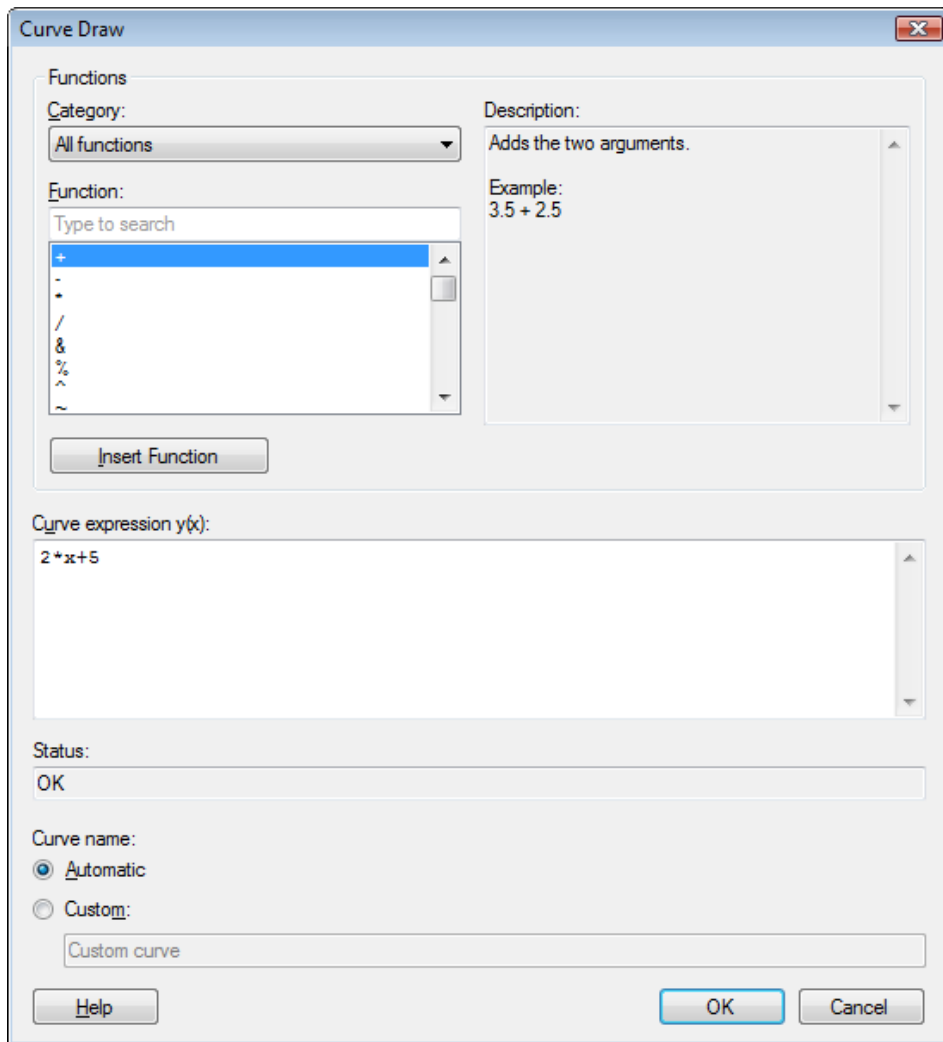 Curve Draw
Functions
Category:
All functions
Function:
Type to search
+
-
*
/
&
%
^
~
Insert Function
Description:
Adds the two arguments.
Example:
3.5 + 2.5
Curve expression y(x):
2*x+5
Status:
OK
Curve name:
Automatic
Custom:
Custom curve
Help
OK
Cancel